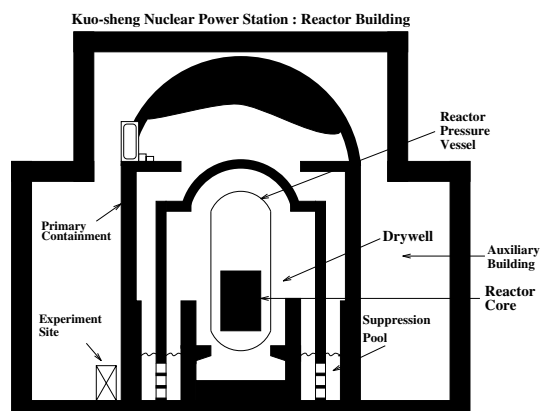 Kuo-sheng Nuclear Power Station : Reactor Building
Reactor
Pressure
Vessel
Primary
Containment
Drywell
Auxiliary
Building
Reactor
Core
Experiment
Site
Suppression
Pool